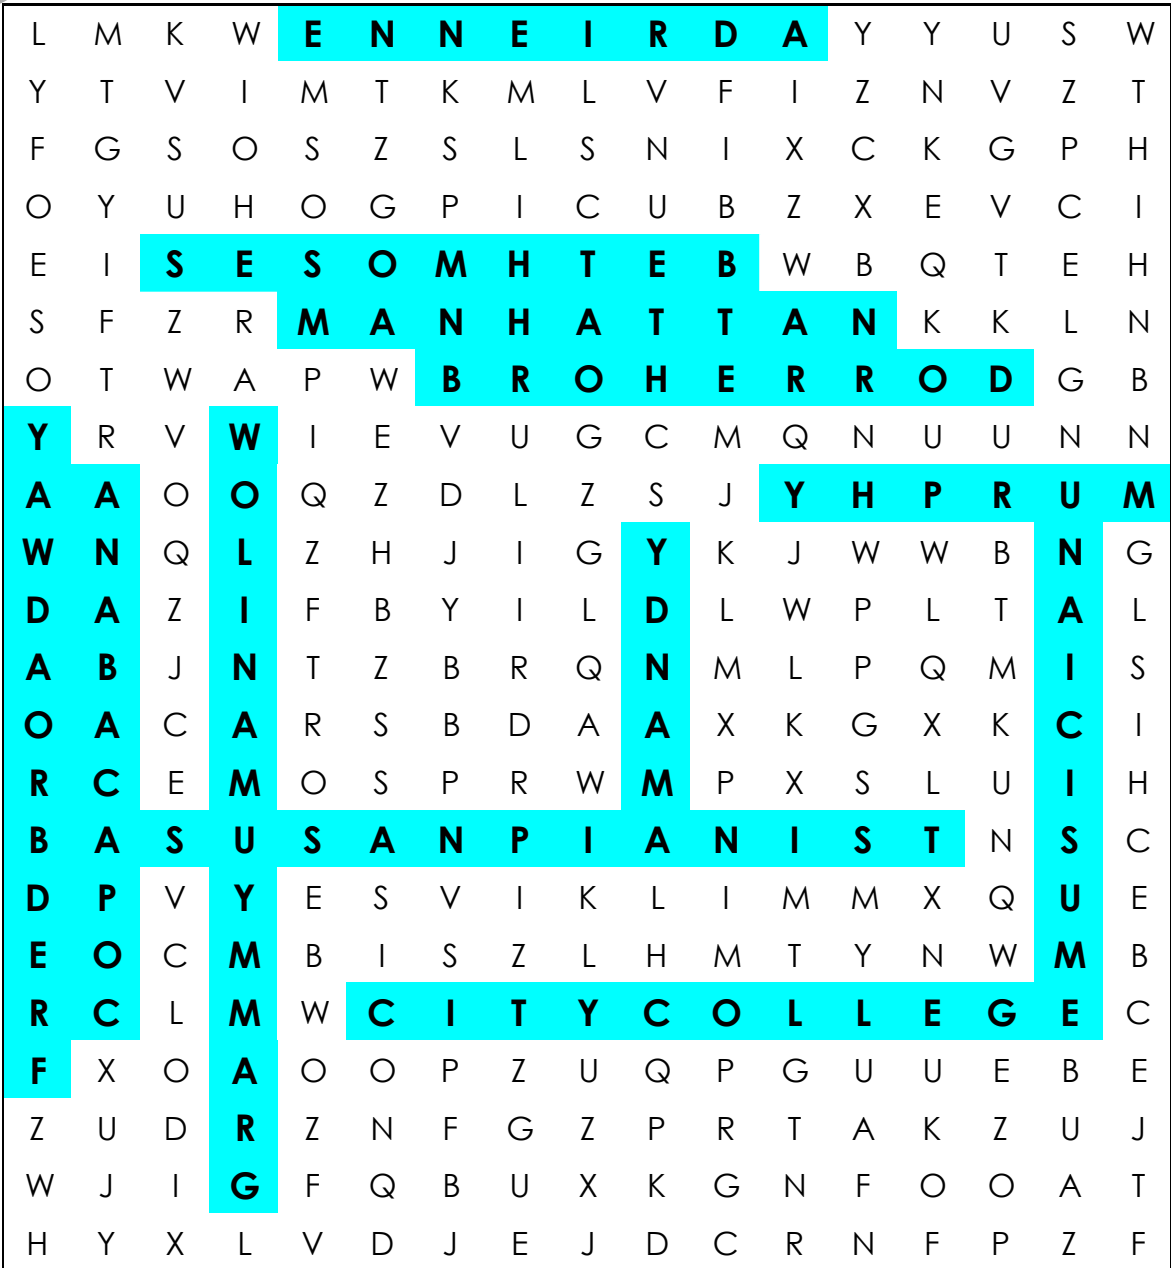 L M K W E N N E I R D A Y Y U S W
Y T V I M T K M L V F I Z N V Z T
F G S O S Z S L S N I X C K G P H
O Y U H O G P I C U B Z X E V C I
E I S E S O M H T E B W B Q T E H
S F Z R M A N H A T T A N K K L N
O T W A P W B R O H E R R O D G B
Y R V W I E V U G C M Q N U U N N
A A O O Q Z D L Z S J Y H P R U M
W N Q L Z H J I G Y K J W W B N G
D A Z I F B Y I L D L W P L T A L
A B J N T Z B R Q N M L P Q M I S
O A C A R S B D A A X K G X K C I
R C E M O S P R W M P X S L U I H
B A S U S A N P I A N I S T N S C
D P V Y E S V I K L I M M X Q U E
E O C M B I S Z L H M T Y N W M B
R C L M W C I T Y C O L L E G E C
F X O A O O P Z U Q P G U U E B E
Z U D R Z N F G Z P R T A K Z U J
W J I G F Q B U X K G N F O O A T
H Y X L V D J E J D C R N F P Z F